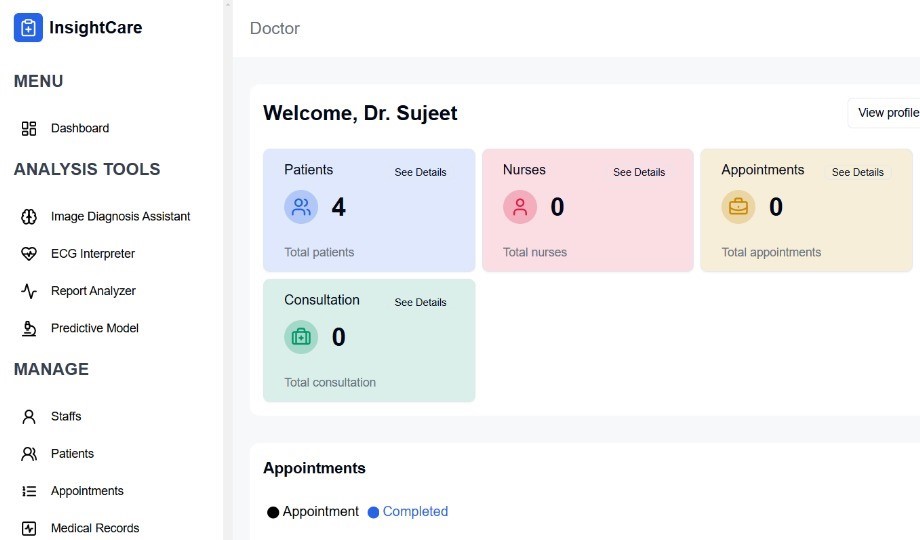 InsightCare
MENU
Dashboard
ANALYSIS TOOLS
Image Diagnosis Assistant
ECG Interpreter
Report Analyzer
Predictive Model
MANAGE
Staffs
Patients
Appointments
Medical Records
Doctor
Welcome, Dr. Sujeet
View profile
Patients See Details
4
Total patients
Nurses See Details
0
Total nurses
Appointments See Details
0
Total appointments
Consultation See Details
0
Total consultation
Appointments
Appointment Completed